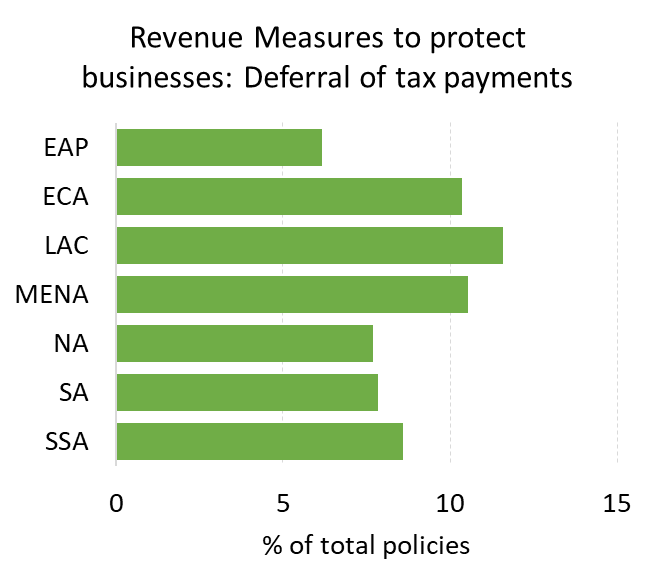 Revenue Measures to protect
businesses: Deferral of tax payments
EAP
ECA
LAC
MENA
NA
SA
SSA
0 5 10 15
% of total policies